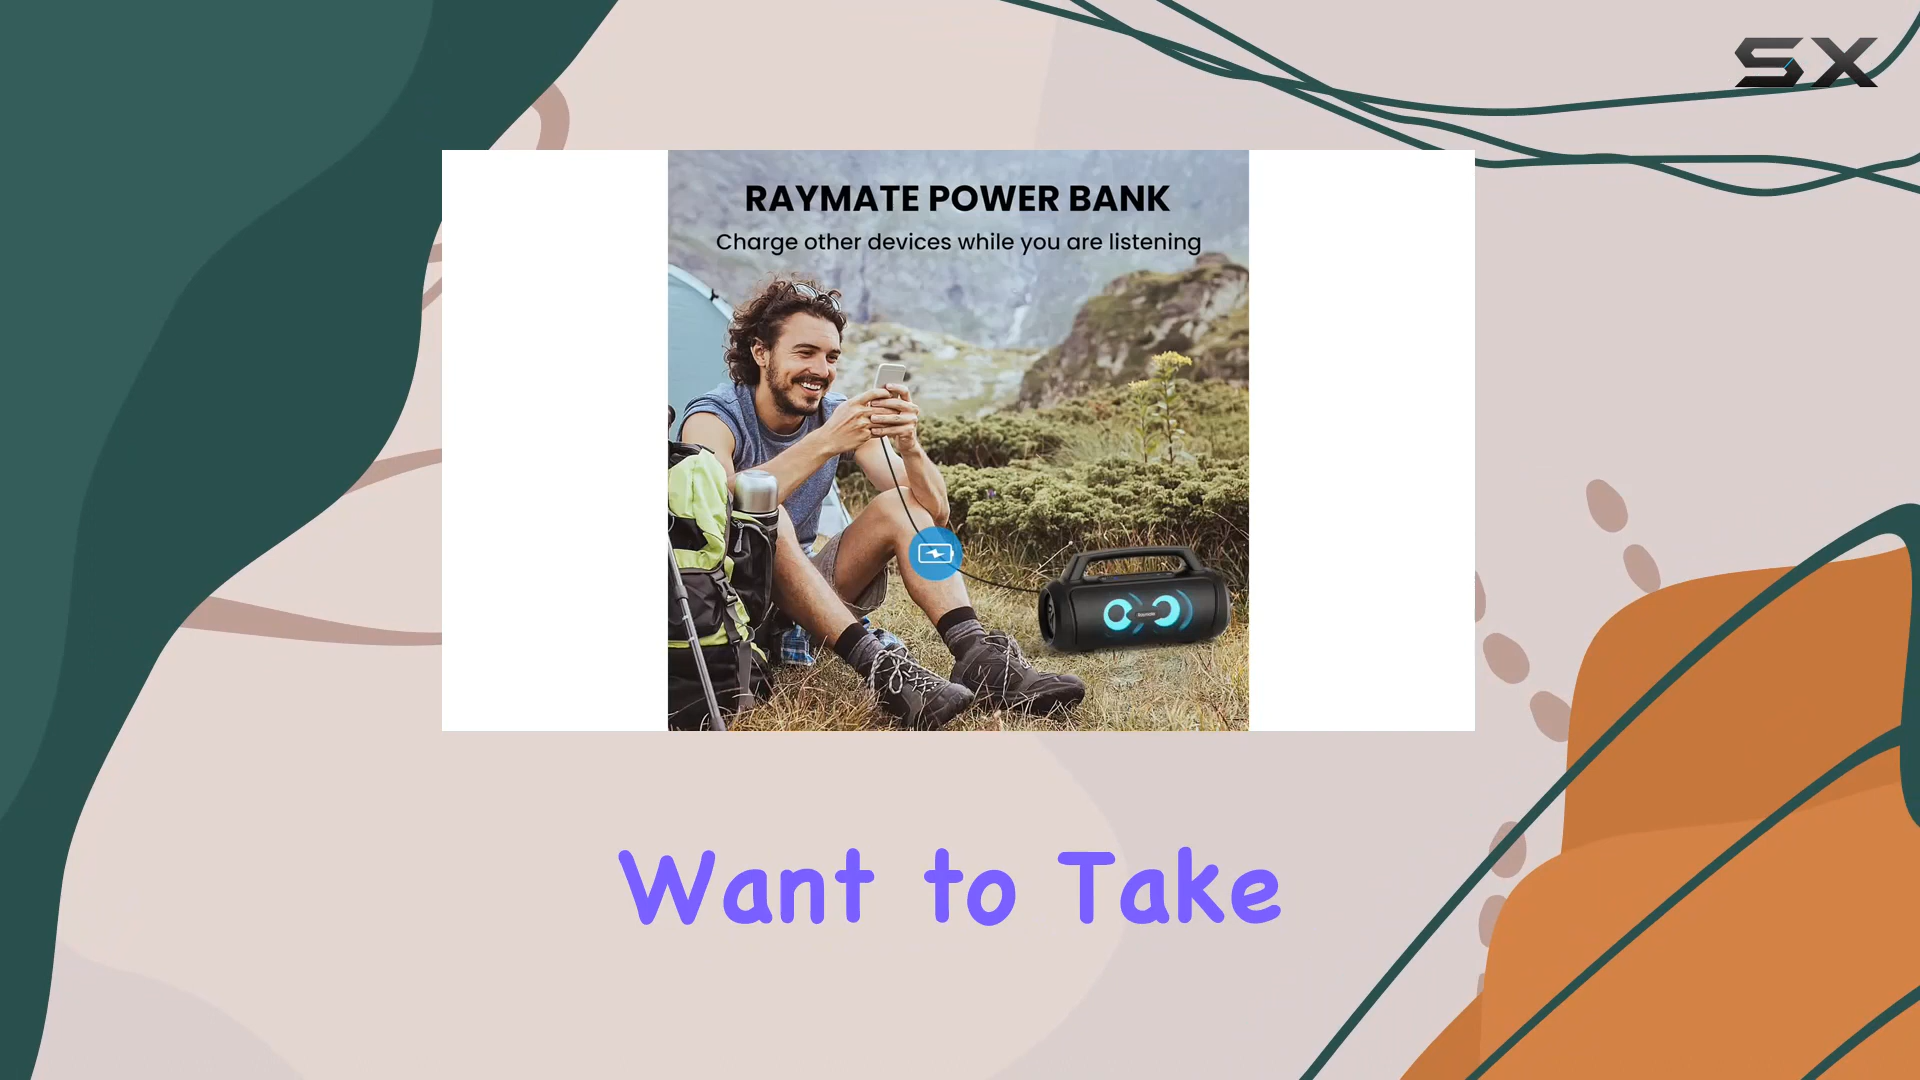 SX
RAYMATE POWER BANK
Charge other devices while you are listening
Want to Take